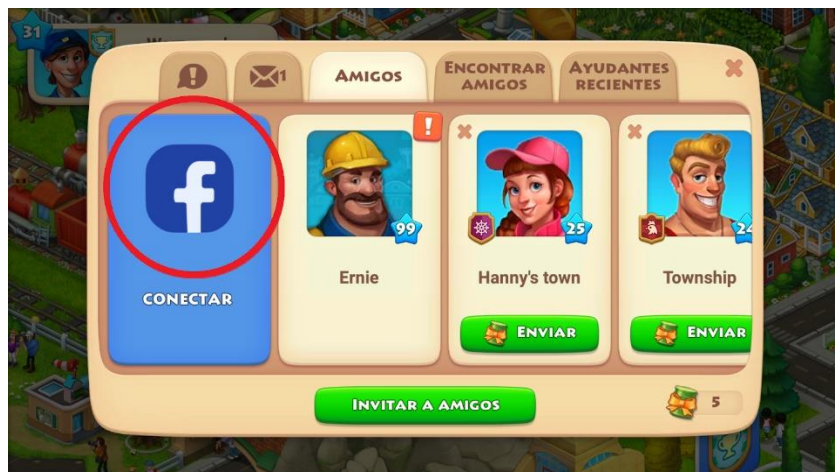 31
1
AMIGOS
ENCONTRAR
AMIGOS
AYUDANTES
RECIENTES
f
CONECTAR
!
99
Ernie
25
Hanny's town
ENVIAR
24
Township
ENVIAR
INVITAR A AMIGOS
5